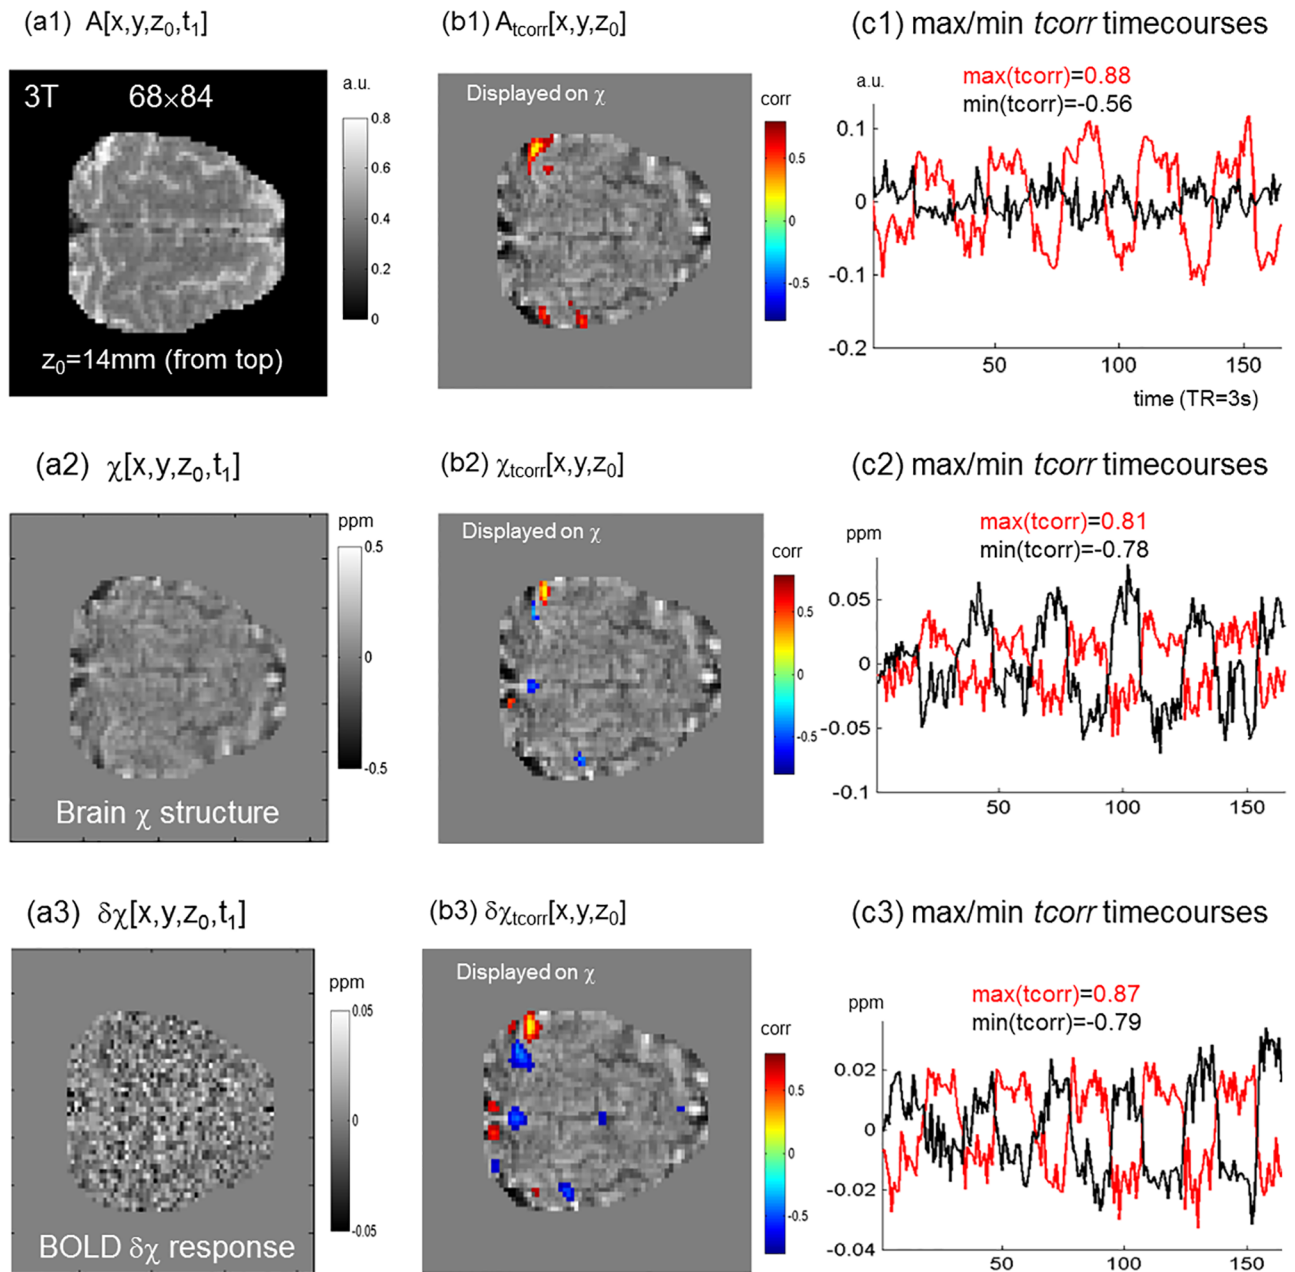 (a1) A[x,y,z₀,t₁]
(b1) Atcorr[x,y,z₀]
(c1) max/min tcorr timecourses
3T 68×84
z₀=14mm (from top)
a.u.
0.8
0.6
0.4
0.2
0
Displayed on χ
corr
0.5
0
-0.5
a.u.
max(tcorr)=0.88
min(tcorr)=-0.56
0.1
0
-0.1
-0.2
50 100 150
time (TR=3s)
(a2) χ[x,y,z₀,t₁]
(b2) χtcorr[x,y,z₀]
(c2) max/min tcorr timecourses
Brain χ structure
ppm
0.5
0
-0.5
Displayed on χ
corr
0.5
0
-0.5
ppm
max(tcorr)=0.81
min(tcorr)=-0.78
0.05
0
-0.05
-0.1
50 100 150
(a3) δχ[x,y,z₀,t₁]
(b3) δχtcorr[x,y,z₀]
(c3) max/min tcorr timecourses
BOLD δχ response
ppm
0.05
0
-0.05
Displayed on χ
corr
0.5
0
-0.5
ppm
max(tcorr)=0.87
min(tcorr)=-0.79
0.02
0
-0.02
-0.04
50 100 150